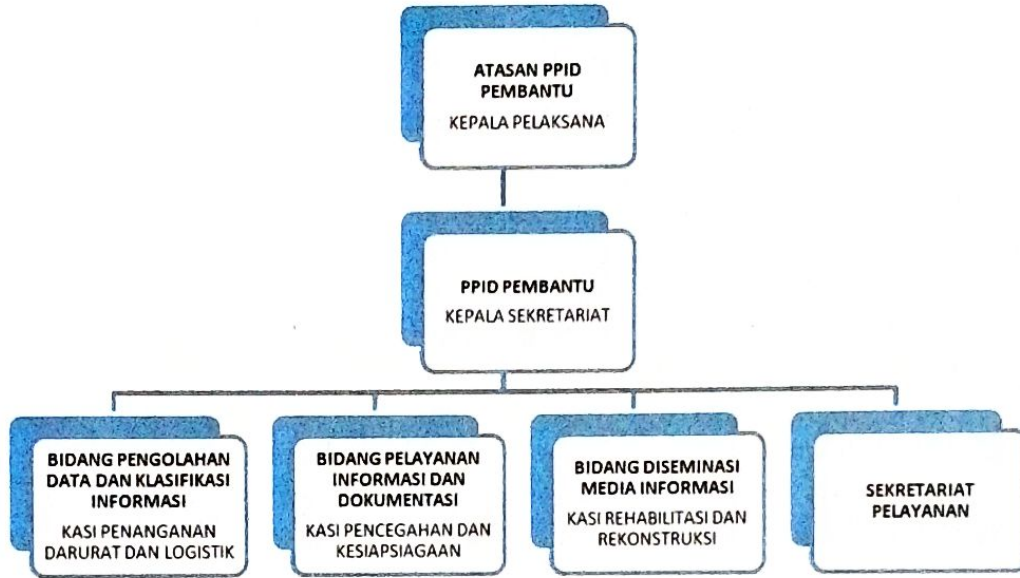 ATASAN PPID
PEMBANTU
KEPALA PELAKSANA
PPID PEMBANTU
KEPALA SEKRETARIAT
BIDANG PENGOLAHAN
DATA DAN KLASIFIKASI
INFORMASI
KASI PENANGANAN
DARURAT DAN LOGISTIK
BIDANG PELAYANAN
INFORMASI DAN
DOKUMENTASI
KASI PENCEGAHAN DAN
KESIAPSIAGAAN
BIDANG DISEMINASI
MEDIA INFORMASI
KASI REHABILITASI DAN
REKONSTRUKSI
SEKRETARIAT
PELAYANAN